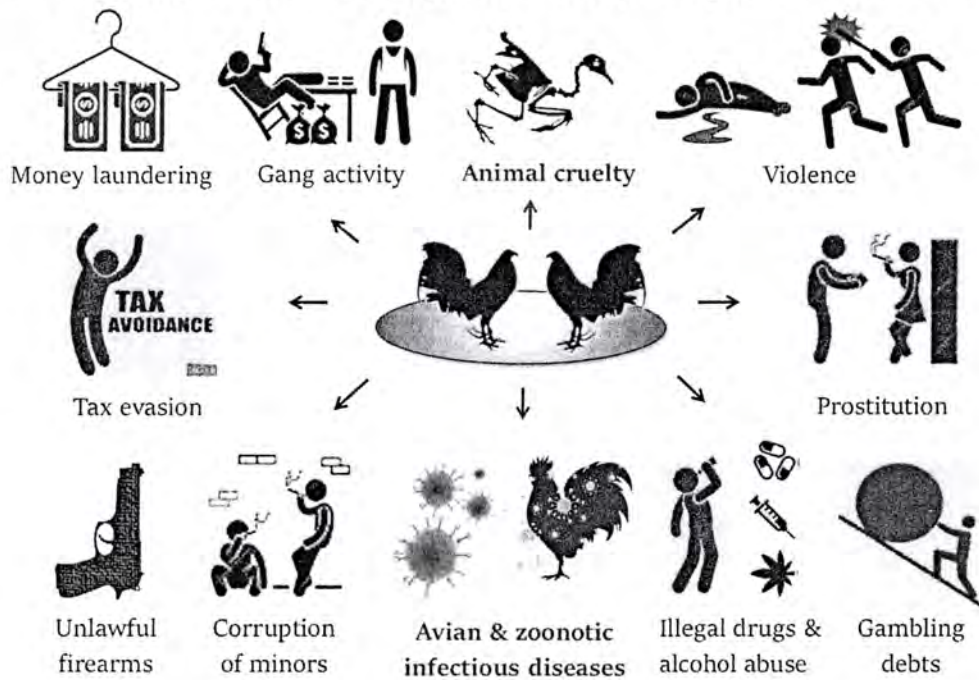 Money laundering
Gang activity
Animal cruelty
Violence
TAX
AVOIDANCE
Tax evasion
Prostitution
Unlawful
firearms
Corruption
of minors
Avian & zoonotic
infectious diseases
Illegal drugs &
alcohol abuse
Gambling
debts